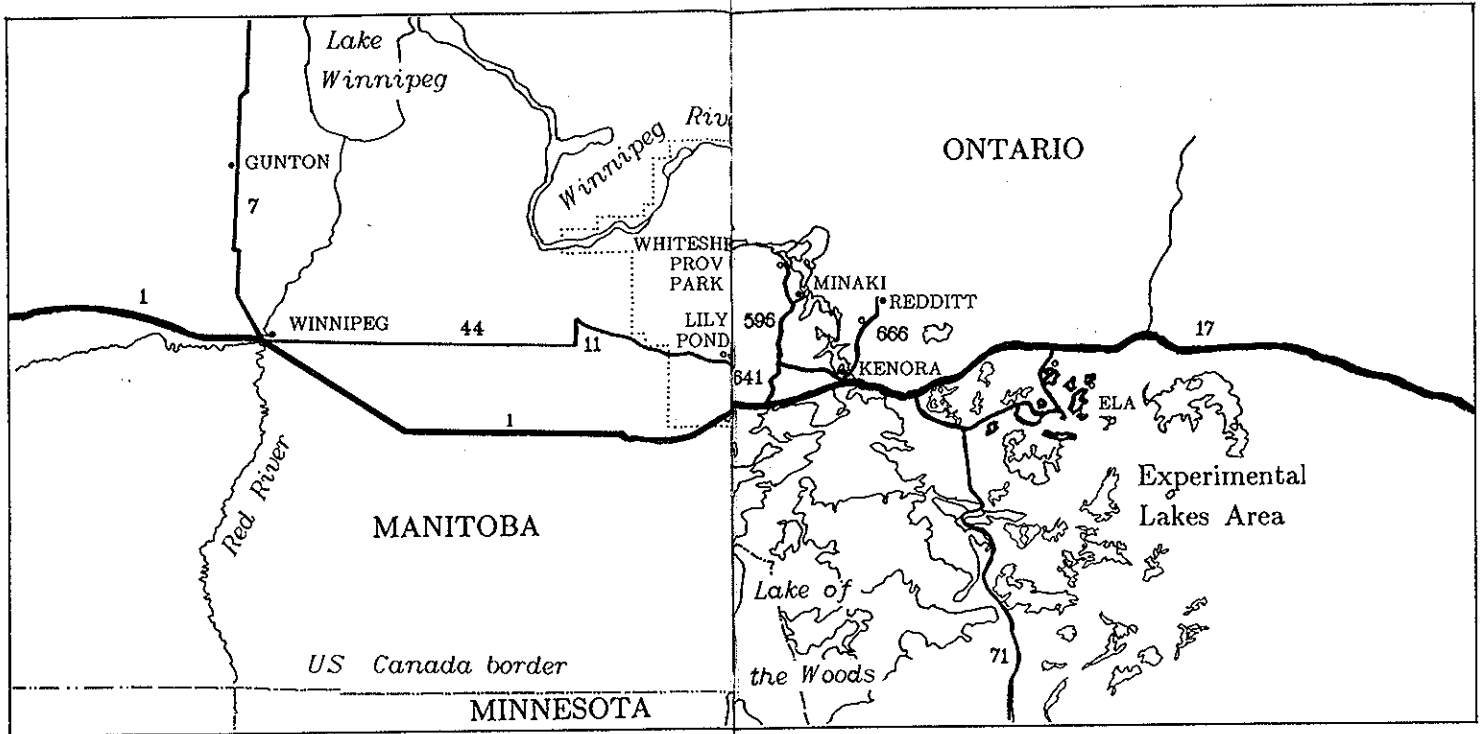 Lake
Winnipeg
GUNTON
7
Winnipeg
Riv
ONTARIO
WHITESHE
PROV
PARK
MINAKI
REDDITT
1
WINNIPEG
44
11
LILY
POND
596
666
17
641
KENORA
ELA
1
Red River
MANITOBA
Experimental
Lakes Area
Lake of
the Woods
71
US Canada border
MINNESOTA